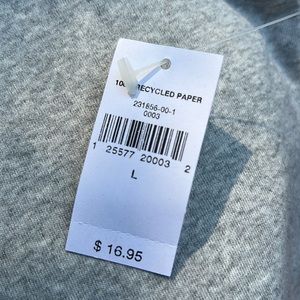 RECYCLED PAPER
231656-00-1
0003
1 25577 20003 2
L
$ 16.95